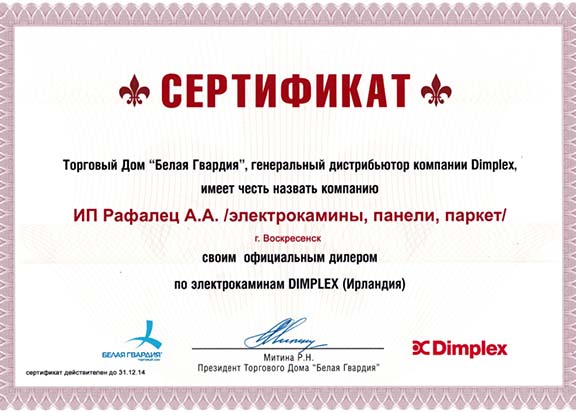 СЕРТИФИКАТ
Торговый Дом “Белая Гвардия”, генеральный дистрибьютор компании Dimplex,
имеет честь назвать компанию
ИП Рафалец А.А. /электрокамины, панели, паркет/
г. Воскресенск
своим официальным дилером
по электрокаминам DIMPLEX (Ирландия)
БЕЛАЯ ГВАРДИЯ
торговый дом
Митина Р.Н.
Президент Торгового Дома "Белая Гвардия"
Dimplex
сертификат действителен до 31.12.14